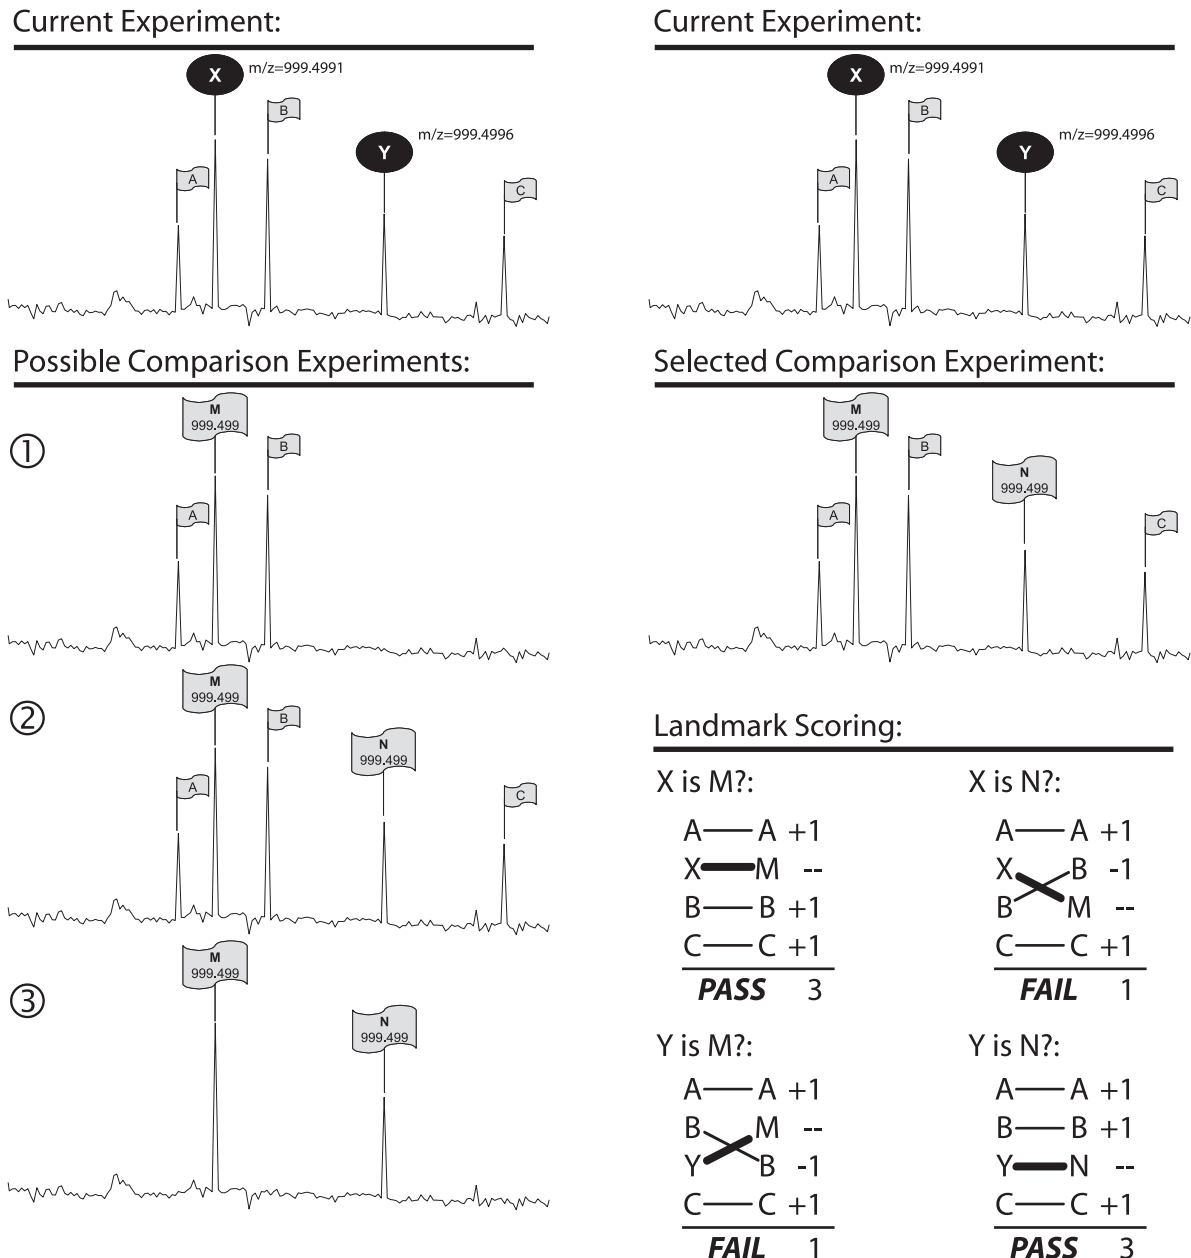 Current Experiment:
X
m/z=999.4991
B
Y
m/z=999.4996
A
C
Possible Comparison Experiments:
①
M
999.499
B
A
②
M
999.499
B
N
999.499
A
C
③
M
999.499
N
999.499
Current Experiment:
X
m/z=999.4991
B
Y
m/z=999.4996
A
C
Selected Comparison Experiment:
M
999.499
B
N
999.499
A
C
Landmark Scoring:
X is M?:
A A +1
X M --
B B +1
C C +1
PASS 3
X is N?:
A A +1
X B -1
B M --
C C +1
FAIL 1
Y is M?:
A A +1
B M --
Y B -1
C C +1
FAIL 1
Y is N?:
A A +1
B B +1
Y N --
C C +1
PASS 3